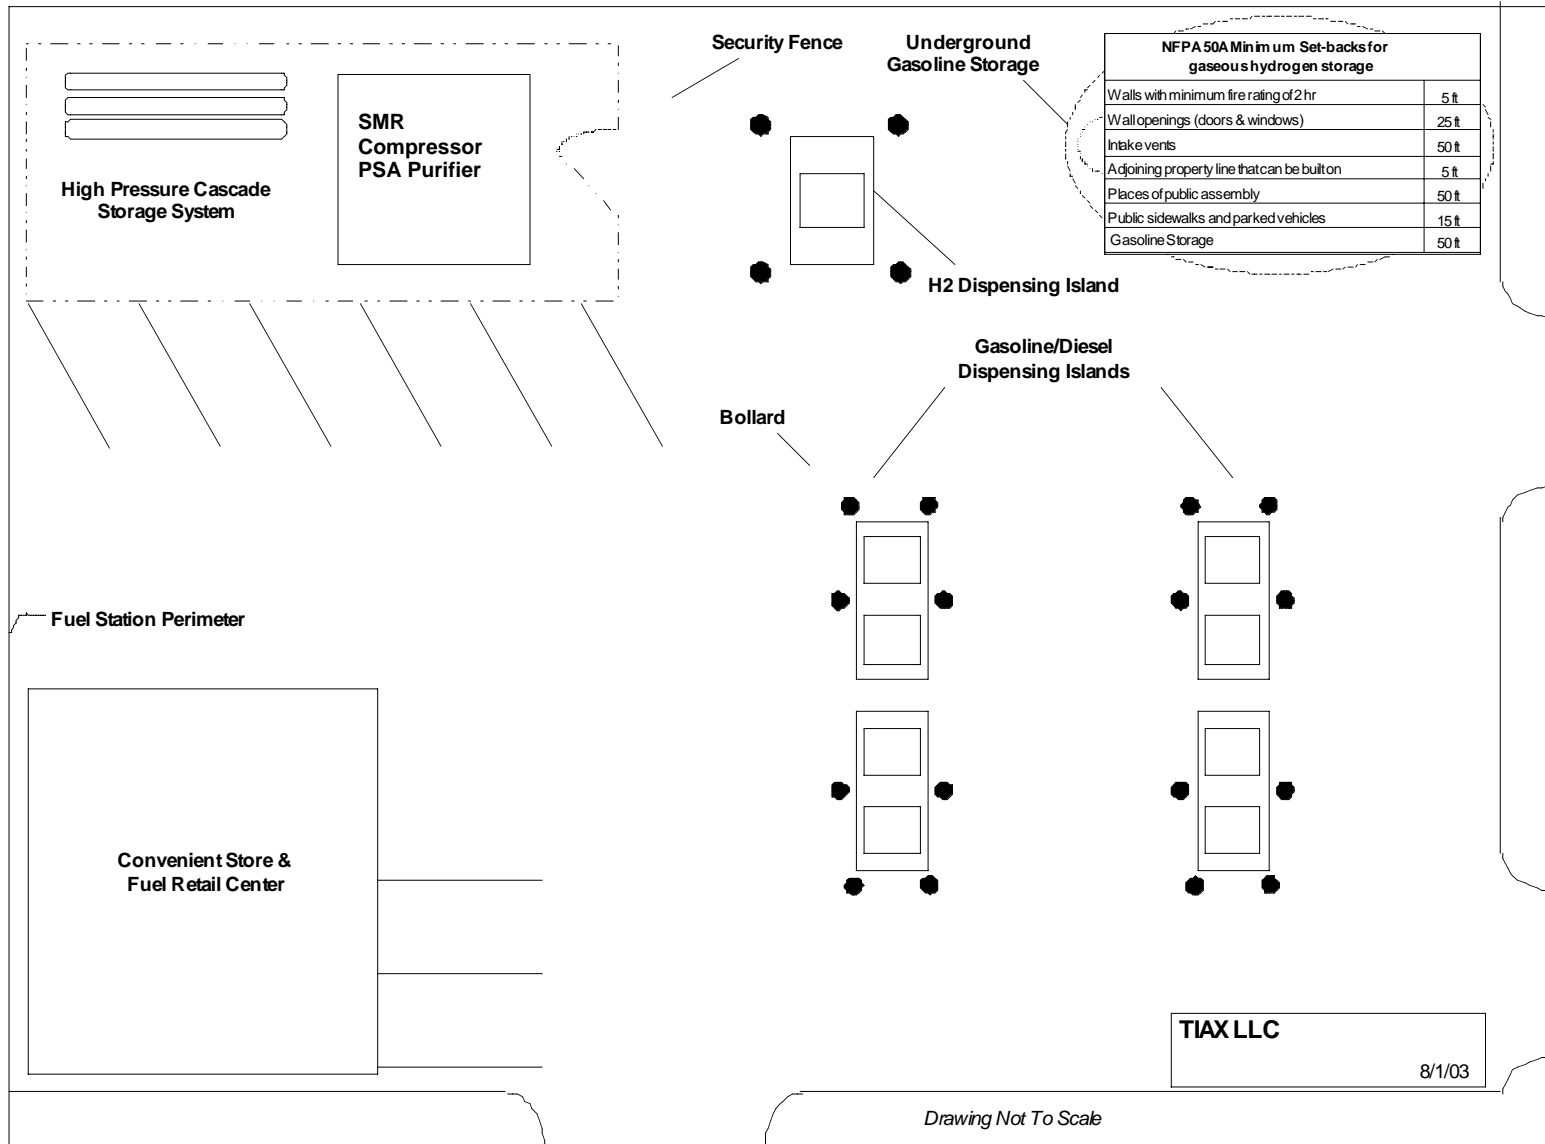 Security Fence
Underground
Gasoline Storage
NFPA 50A Minimum Set-backs for
gaseous hydrogen storage
Walls with minimum fire rating of 2 hr 5 ft
Wall openings (doors & windows) 25 ft
Intake vents 50 ft
Adjoining property line that can be built on 5 ft
Places of public assembly 50 ft
Public sidewalks and parked vehicles 15 ft
Gasoline Storage 50 ft
SMR
Compressor
PSA Purifier
High Pressure Cascade
Storage System
H2 Dispensing Island
Gasoline/Diesel
Dispensing Islands
Bollard
Fuel Station Perimeter
Convenient Store &
Fuel Retail Center
TIAX LLC
8/1/03
Drawing Not To Scale